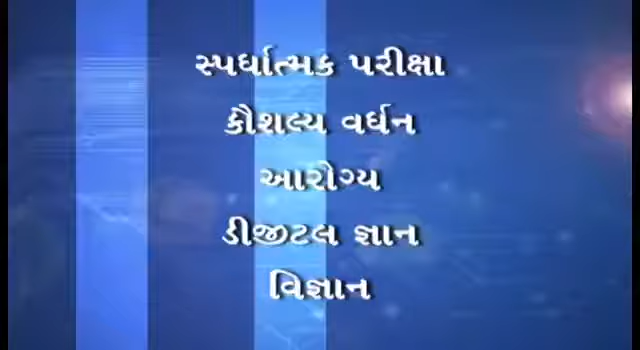 સ્પર્ધાત્મક પરીક્ષા
કૌશલ્ય વર્ધન
આરોગ્ય
ડીજીટલ જ્ઞાન
વિજ્ઞાન